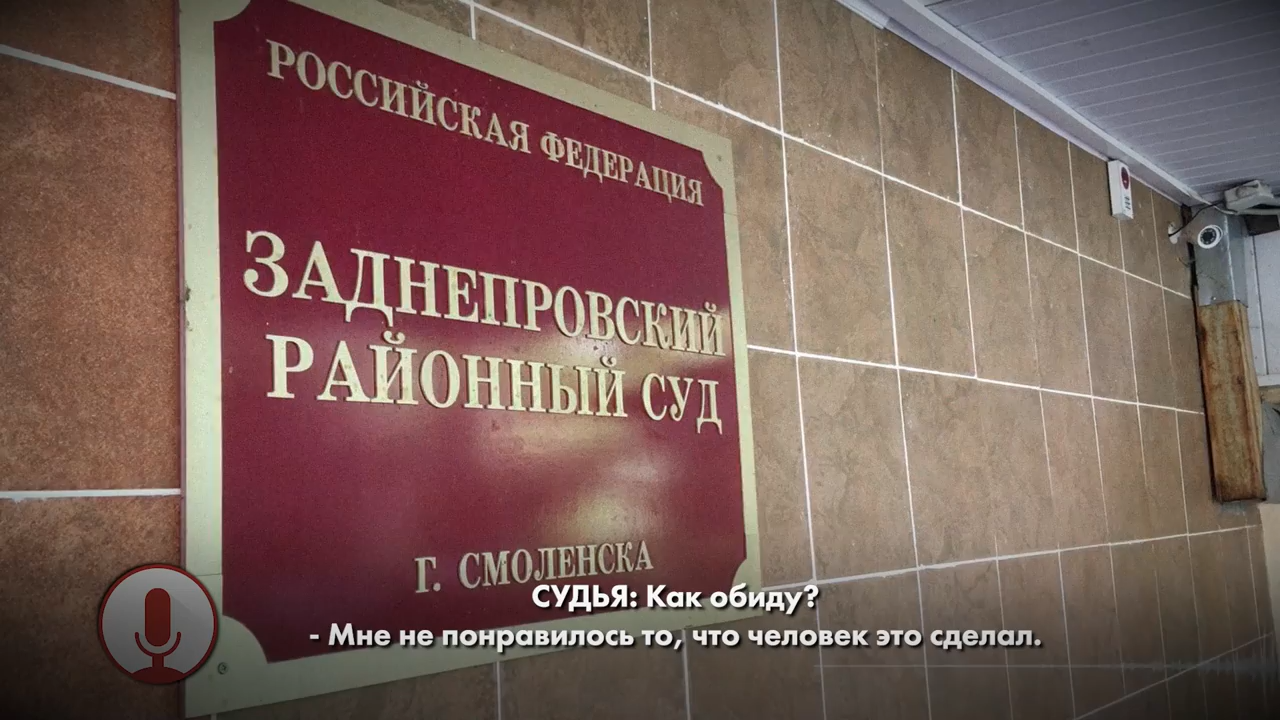 РОССИЙСКАЯ ФЕДЕРАЦИЯ
ЗАДНЕПРОВСКИЙ
РАЙОННЫЙ СУД
Г. СМОЛЕНСКА
СУДЬЯ: Как обиду?
- Мне не понравилось то, что человек это сделал.